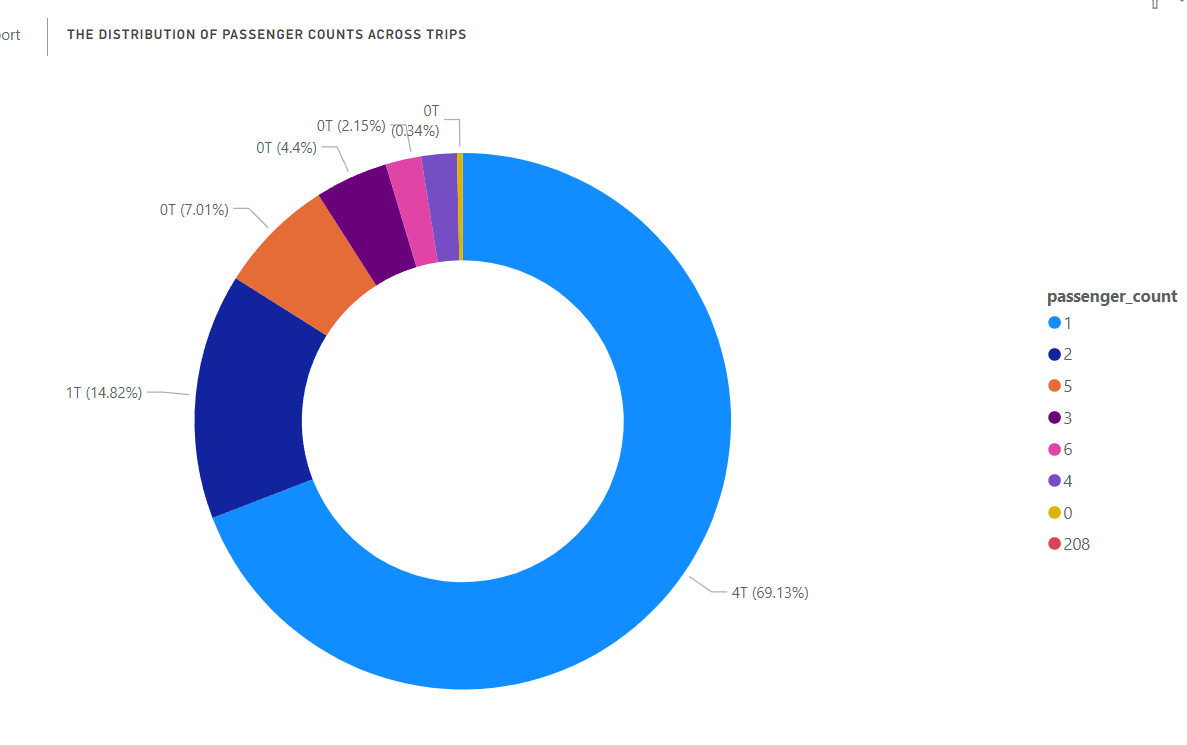 ort
THE DISTRIBUTION OF PASSENGER COUNTS ACROSS TRIPS
0T
(0.34%)
0T (2.15%)
0T (4.4%)
0T (7.01%)
1T (14.82%)
4T (69.13%)
passenger_count
1
2
5
3
6
4
0
208